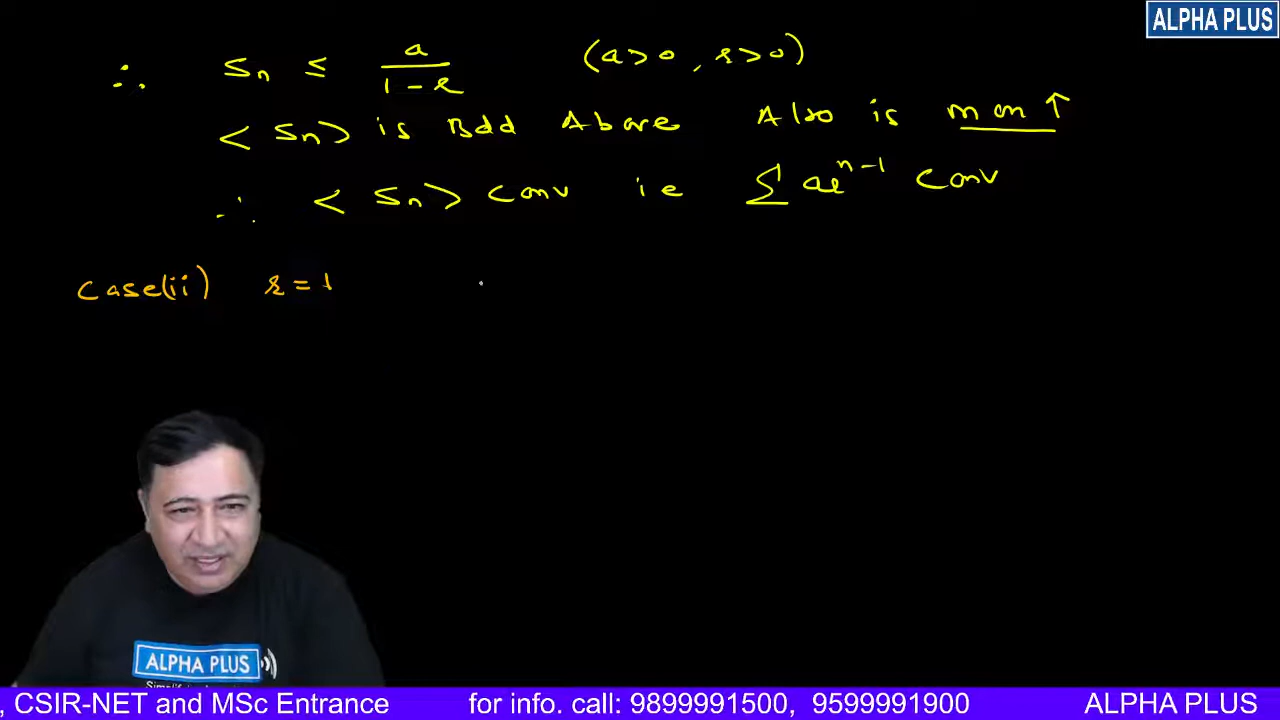 ALPHA PLUS
∴ Sn ≤ a/(1-r) (a>0, r>0)
<Sn> is Bdd Above Also is mon ↑
∴ <Sn> conv ie ∑ ar^(n-1) conv
Case(ii) r=1
ALPHA PLUS
, CSIR-NET and MSc Entrance for info. call: 9899991500, 9599991900 ALPHA PLUS